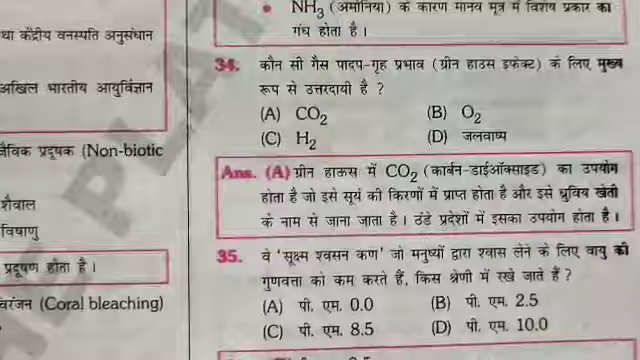 था केंद्रीय वनस्पति अनुसंधान
अखिल भारतीय आयुर्विज्ञान
जैविक प्रदूषक (Non-biotic
शैवाल
विषाणु
प्रदूषण होता है।
विरंजन (Coral bleaching)
• NH₃ (अमोनिया) के कारण मानव मूत्र में विशेष प्रकार का
गंध होता है।
34. कौन सी गैस पादप-गृह प्रभाव (ग्रीन हाउस इफेक्ट) के लिए मुख्य
रूप से उत्तरदायी है ?
(A) CO₂ (B) O₂
(C) H₂ (D) जलवाष्प
Ans. (A) ग्रीन हाऊस में CO₂ (कार्बन-डाईऑक्साइड) का उपयोग
होता है जो इसे सूर्य की किरणों में प्राप्त होता है और इसे ध्रुविय खेती
के नाम से जाना जाता है। ठंडे प्रदेशों में इसका उपयोग होता है।
35. वे 'सूक्ष्म श्वसन कण' जो मनुष्यों द्वारा श्वास लेने के लिए वायु की
गुणवत्ता को कम करते हैं, किस श्रेणी में रखे जाते हैं ?
(A) पी. एम. 0.0 (B) पी. एम. 2.5
(C) पी. एम. 8.5 (D) पी. एम. 10.0